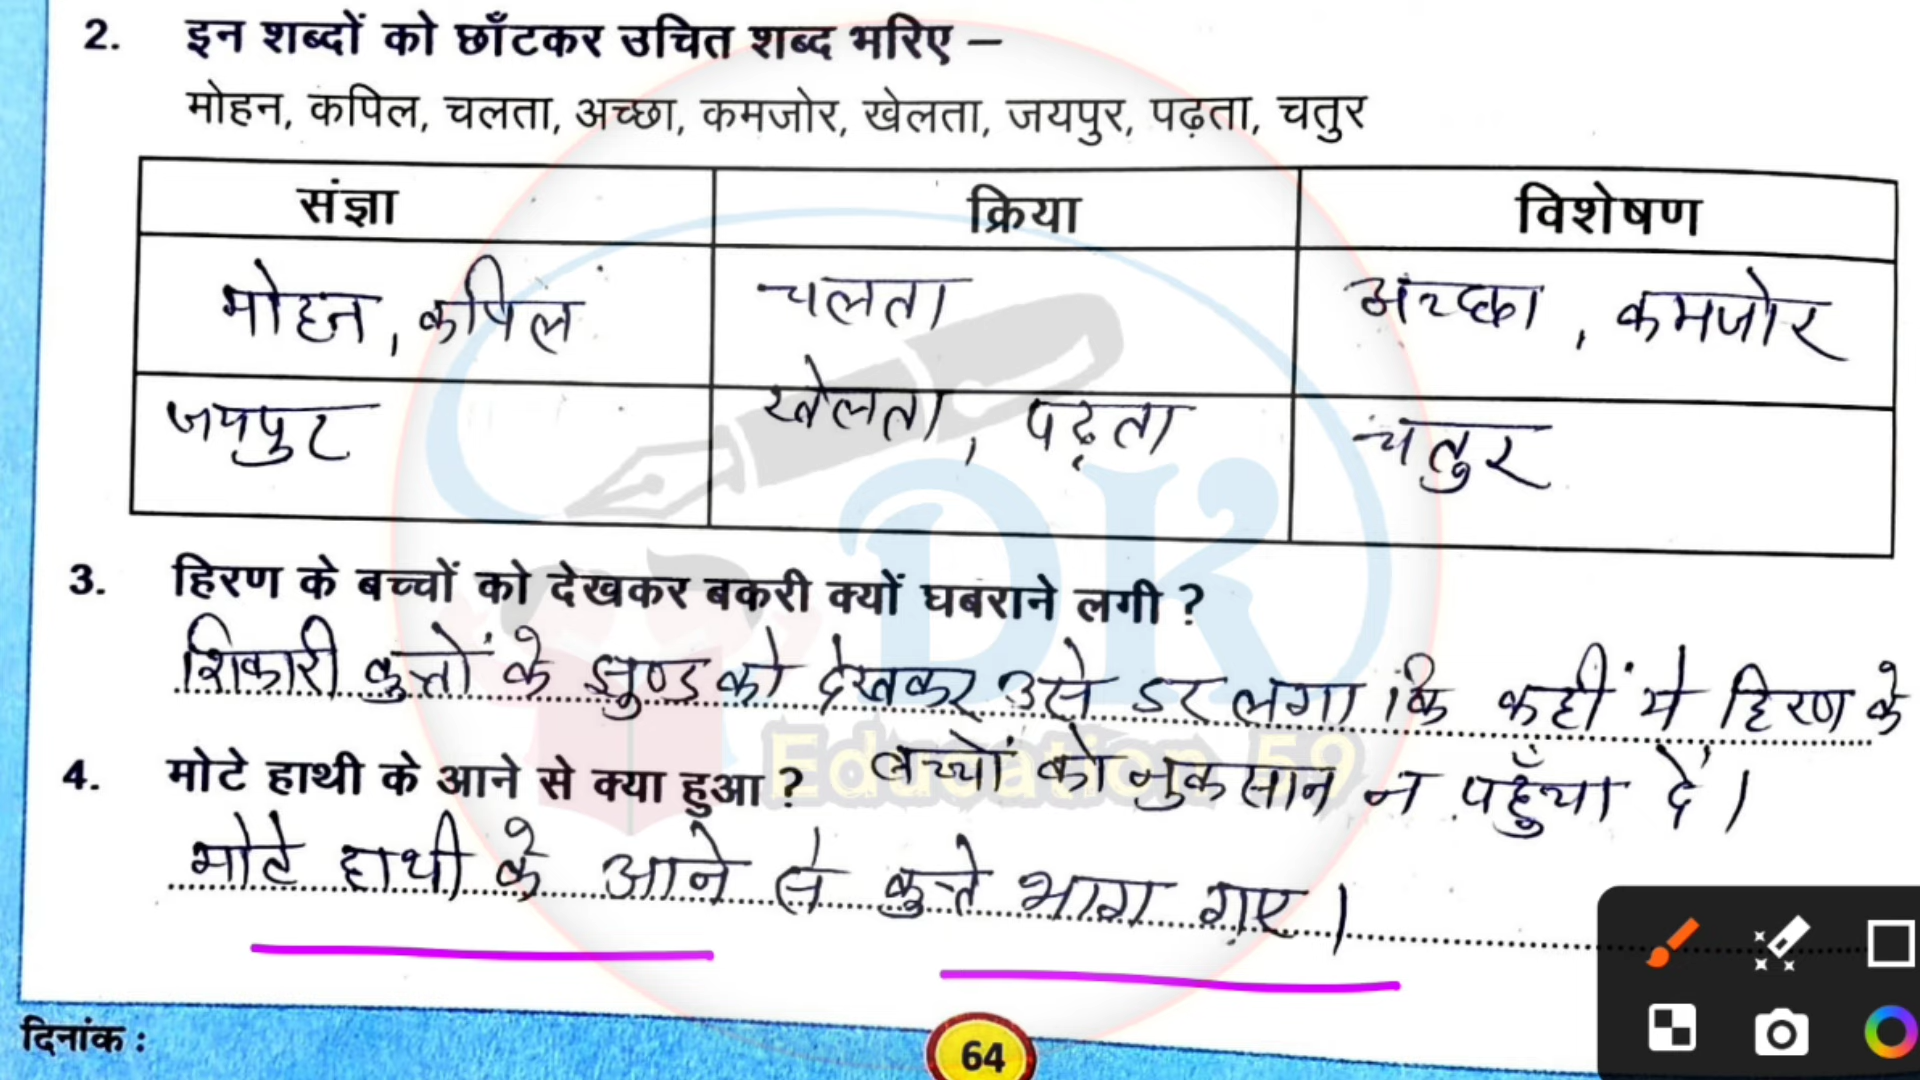 2. इन शब्दों को छाँटकर उचित शब्द भरिए –
मोहन, कपिल, चलता, अच्छा, कमजोर, खेलता, जयपुर, पढ़ता, चतुर
संज्ञा क्रिया विशेषण
मोहन, कपिल चलता अच्छा, कमजोर
जयपुर खेलता, पढ़ता चतुर
3. हिरण के बच्चों को देखकर बकरी क्यों घबराने लगी ?
शिकारी कुत्तों के झुण्ड को देखकर उसे डर लगा कि कहीं ये हिरण के
बच्चों को नुकसान न पहुँचा दें।
4. मोटे हाथी के आने से क्या हुआ ?
मोटे हाथी के आने से कुत्ते भाग गए।
DK
Education 59
दिनांक :
64